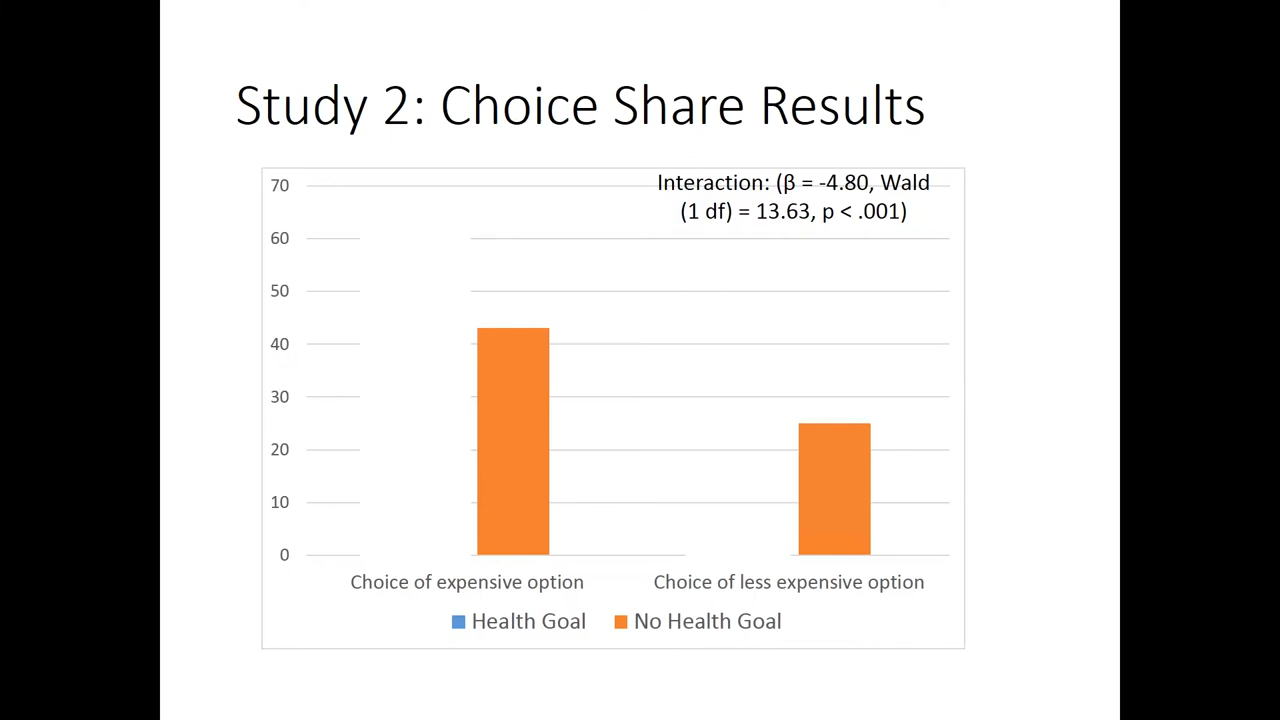 Study 2: Choice Share Results
Interaction: (β = -4.80, Wald
(1 df) = 13.63, p < .001)
70
60
50
40
30
20
10
0
Choice of expensive option Choice of less expensive option
Health Goal No Health Goal